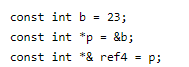 const int b = 23;
const int *p = &b;
const int *& ref4 = p;